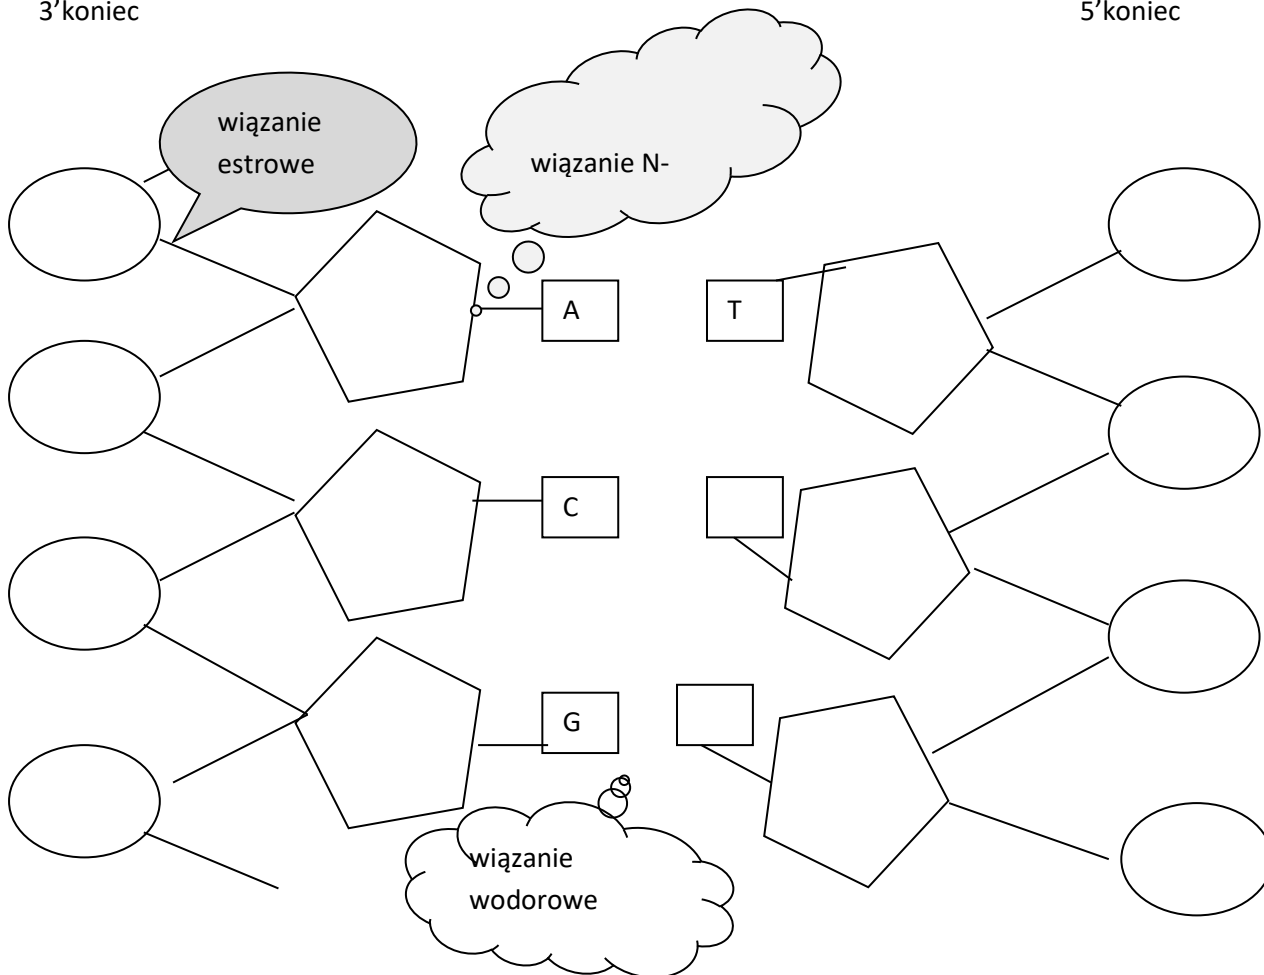 3’koniec
5’koniec
wiązanie
estrowe
wiązanie N-
A
T
C
G
wiązanie
wodorowe